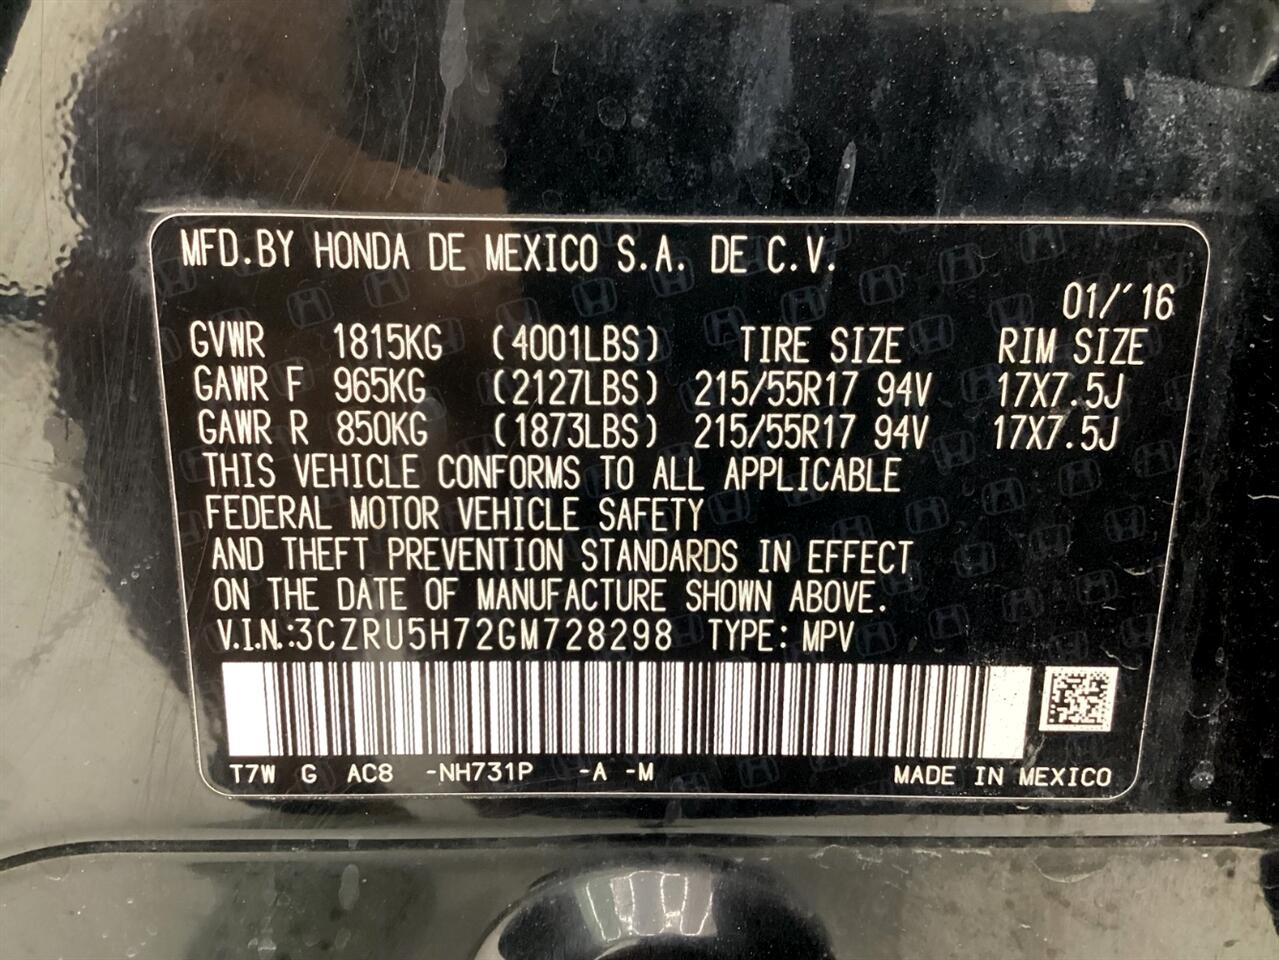 MFD.BY HONDA DE MEXICO S.A. DE C.V.
01/'16
GVWR 1815KG (4001LBS) TIRE SIZE RIM SIZE
GAWR F 965KG (2127LBS) 215/55R17 94V 17X7.5J
GAWR R 850KG (1873LBS) 215/55R17 94V 17X7.5J
THIS VEHICLE CONFORMS TO ALL APPLICABLE
FEDERAL MOTOR VEHICLE SAFETY
AND THEFT PREVENTION STANDARDS IN EFFECT
ON THE DATE OF MANUFACTURE SHOWN ABOVE.
V.I.N.:3CZRU5H72GM728298 TYPE: MPV
T7W G AC8 -NH731P -A -M MADE IN MEXICO